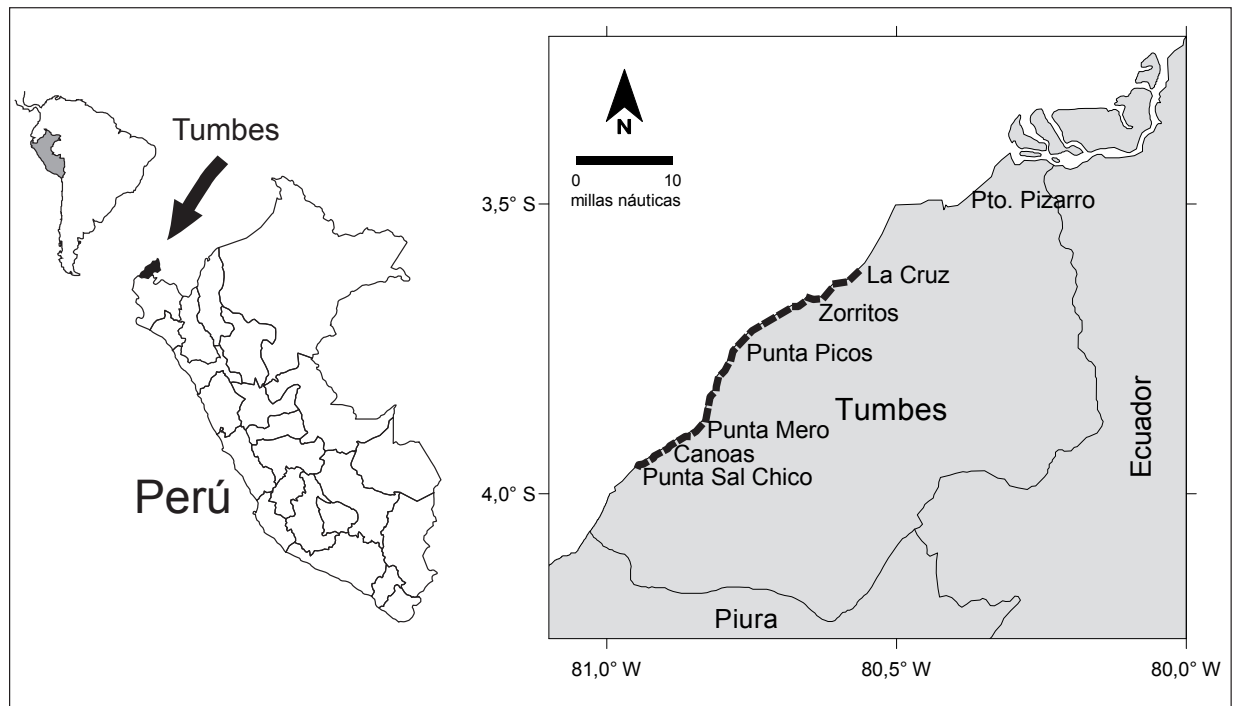 Tumbes
Perú
N
0 10
millas náuticas
3,5° S
4,0° S
Pto. Pizarro
La Cruz
Zorritos
Punta Picos
Tumbes
Punta Mero
Canoas
Punta Sal Chico
Ecuador
Piura
81,0° W 80,5° W 80,0° W